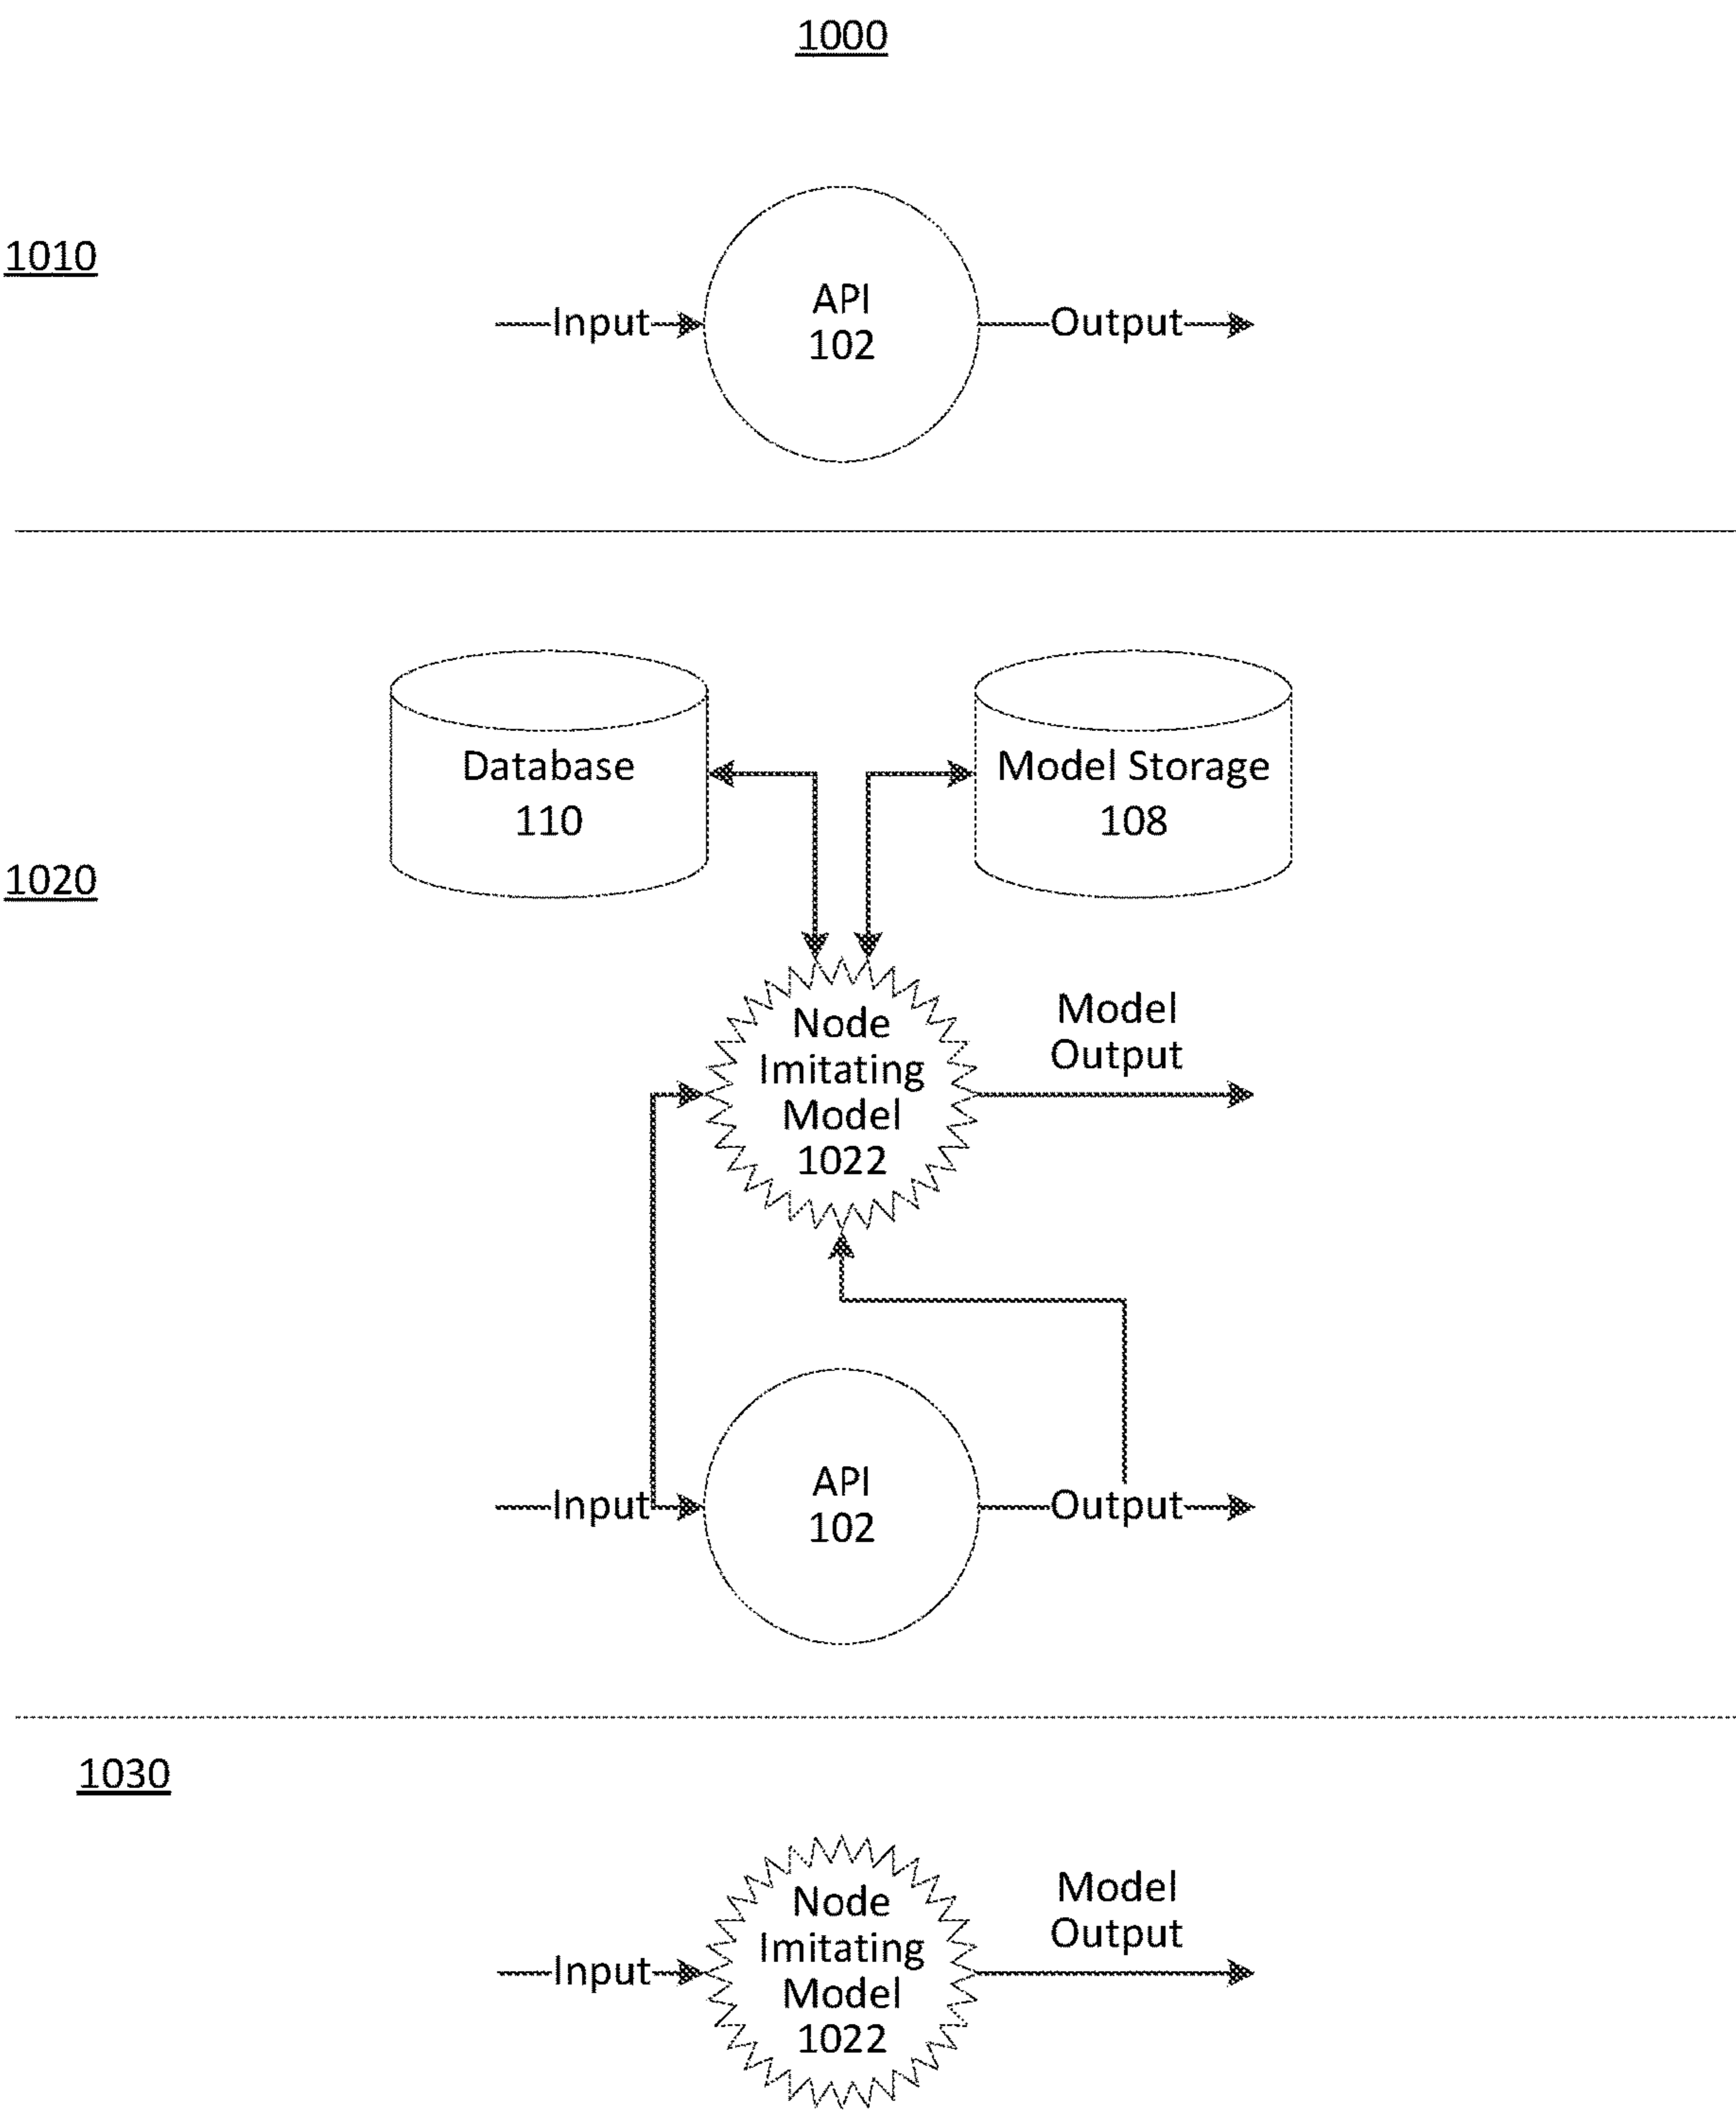 1000
1010
API
102
Input
Output
Database
110
Model Storage
108
1020
Node
Imitating
Model
1022
Model
Output
API
102
Input
Output
1030
Node
Imitating
Model
1022
Model
Output
Input